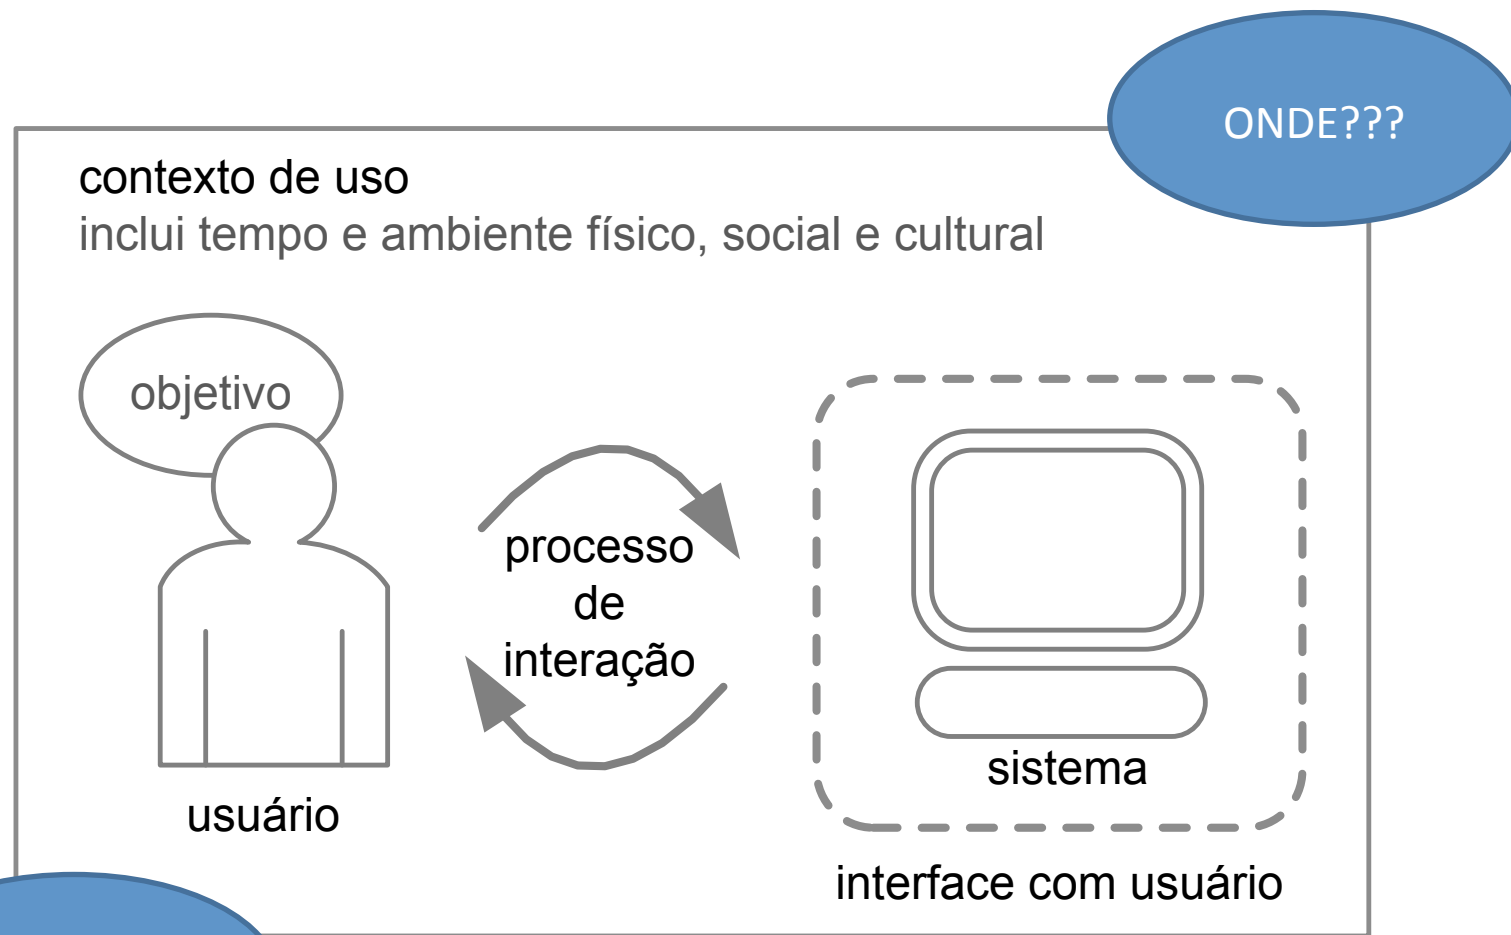 ONDE???
contexto de uso
inclui tempo e ambiente físico, social e cultural
objetivo
processo
de
interação
sistema
usuário
interface com usuário